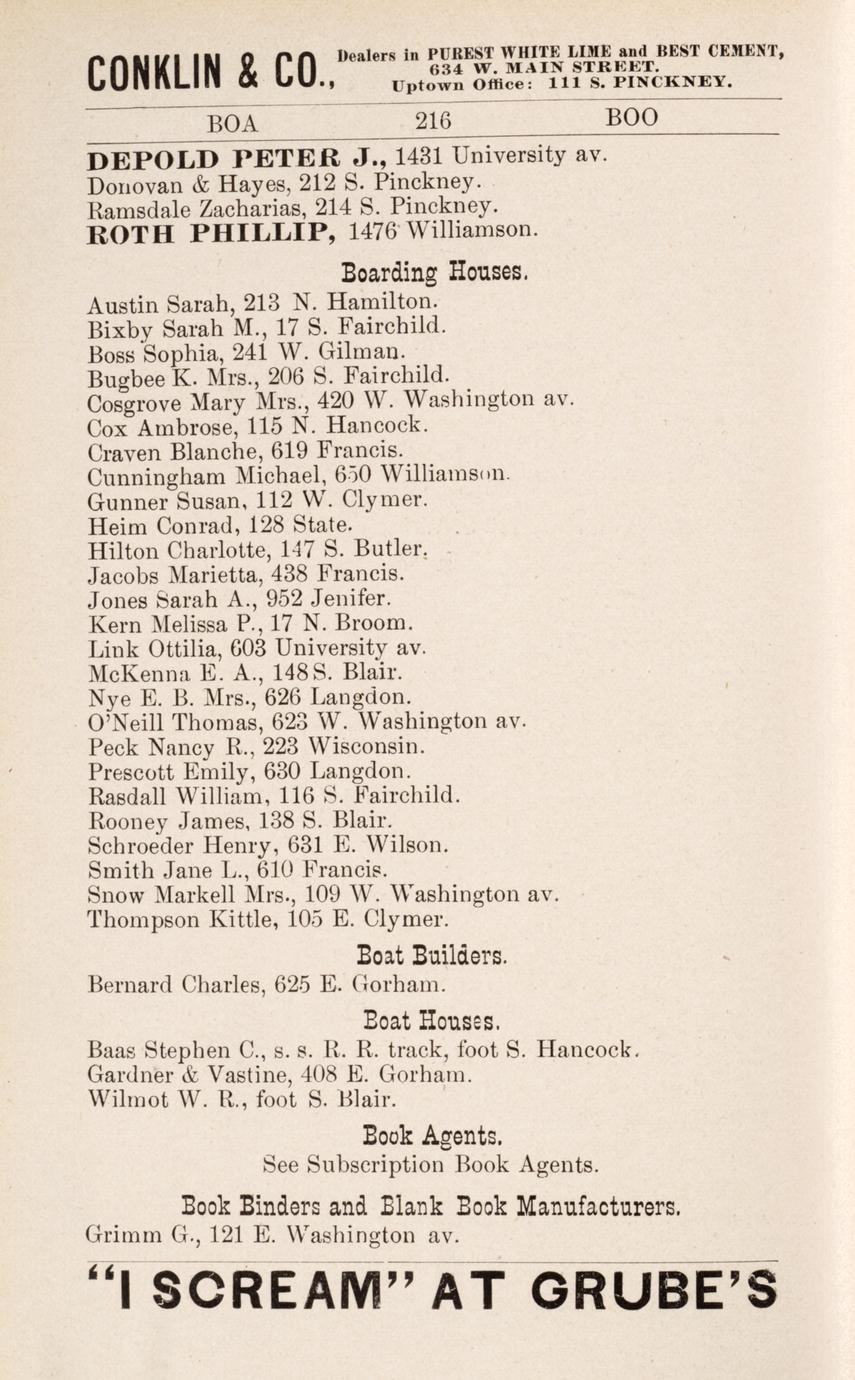 CONKLIN & CO., Dealers in PUREST WHITE LIME and BEST CEMENT,
634 W. MAIN STREET.
Uptown Office: 111 S. PINCKNEY.
BOA 216 BOO
DEPOLD PETER J., 1431 University av.
Donovan & Hayes, 212 S. Pinckney.
Ramsdale Zacharias, 214 S. Pinckney.
ROTH PHILLIP, 1476 Williamson.
Boarding Houses.
Austin Sarah, 213 N. Hamilton.
Bixby Sarah M., 17 S. Fairchild.
Boss Sophia, 241 W. Gilman.
Bugbee K. Mrs., 206 S. Fairchild.
Cosgrove Mary Mrs., 420 W. Washington av.
Cox Ambrose, 115 N. Hancock.
Craven Blanche, 619 Francis.
Cunningham Michael, 650 Williamson.
Gunner Susan, 112 W. Clymer.
Heim Conrad, 128 State.
Hilton Charlotte, 147 S. Butler.
Jacobs Marietta, 438 Francis.
Jones Sarah A., 952 Jenifer.
Kern Melissa P., 17 N. Broom.
Link Ottilia, 603 University av.
McKenna E. A., 148 S. Blair.
Nye E. B. Mrs., 626 Langdon.
O'Neill Thomas, 623 W. Washington av.
Peck Nancy R., 223 Wisconsin.
Prescott Emily, 630 Langdon.
Rasdall William, 116 S. Fairchild.
Rooney James, 138 S. Blair.
Schroeder Henry, 631 E. Wilson.
Smith Jane L., 610 Francis.
Snow Markell Mrs., 109 W. Washington av.
Thompson Kittle, 105 E. Clymer.
Boat Builders.
Bernard Charles, 625 E. Gorham.
Boat Houses.
Baas Stephen C., s. s. R. R. track, foot S. Hancock.
Gardner & Vastine, 408 E. Gorham.
Wilmot W. R., foot S. Blair.
Book Agents.
See Subscription Book Agents.
Book Binders and Blank Book Manufacturers.
Grimm G., 121 E. Washington av.
"I SCREAM" AT GRUBE'S